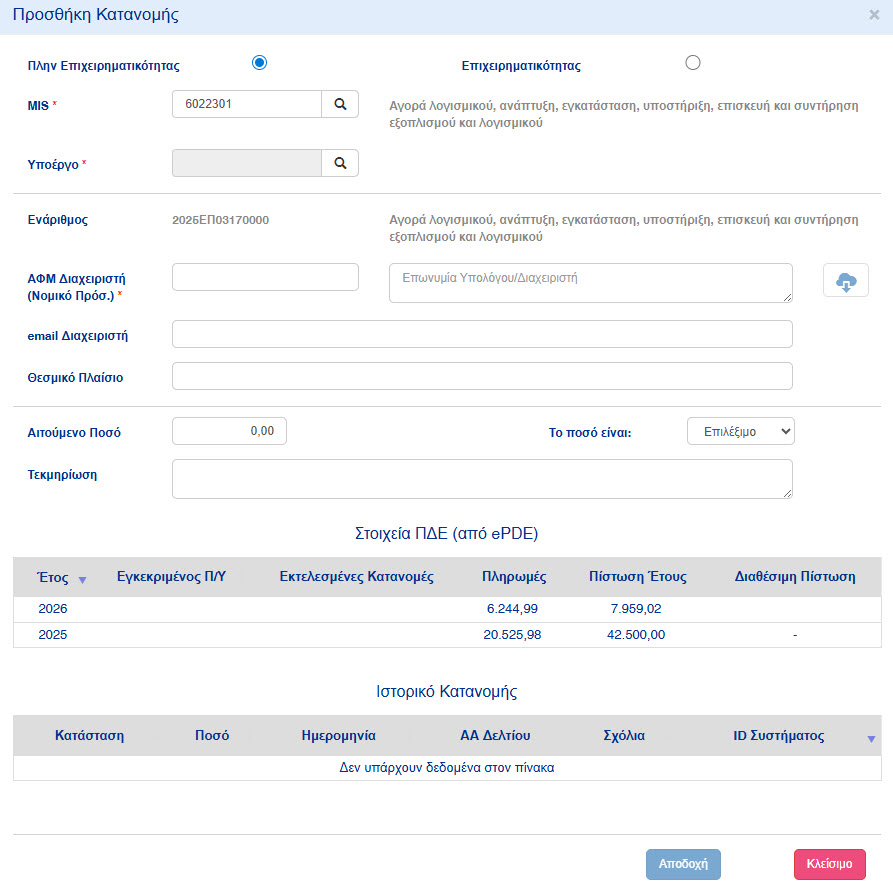 Προσθήκη Κατανομής ×
Πλην Επιχειρηματικότητας Επιχειρηματικότητας
MIS * 6022301 Αγορά λογισμικού, ανάπτυξη, εγκατάσταση, υποστήριξη, επισκευή και συντήρηση
εξοπλισμού και λογισμικού
Υποέργο *
Ενάριθμος 2025ΕΠ03170000 Αγορά λογισμικού, ανάπτυξη, εγκατάσταση, υποστήριξη, επισκευή και συντήρηση
εξοπλισμού και λογισμικού
ΑΦΜ Διαχειριστή Επωνυμία Υπολόγου/Διαχειριστή
(Νομικό Πρόσ.) *
email Διαχειριστή
Θεσμικό Πλαίσιο
Αιτούμενο Ποσό 0,00 Το ποσό είναι: Επιλέξιμο
Τεκμηρίωση
Στοιχεία ΠΔΕ (από ePDE)
Έτος Εγκεκριμένος Π/Υ Εκτελεσμένες Κατανομές Πληρωμές Πίστωση Έτους Διαθέσιμη Πίστωση
2026 6.244,99 7.959,02
2025 20.525,98 42.500,00 -
Ιστορικό Κατανομής
Κατάσταση Ποσό Ημερομηνία ΑΑ Δελτίου Σχόλια ID Συστήματος
Δεν υπάρχουν δεδομένα στον πίνακα
Αποδοχή Κλείσιμο